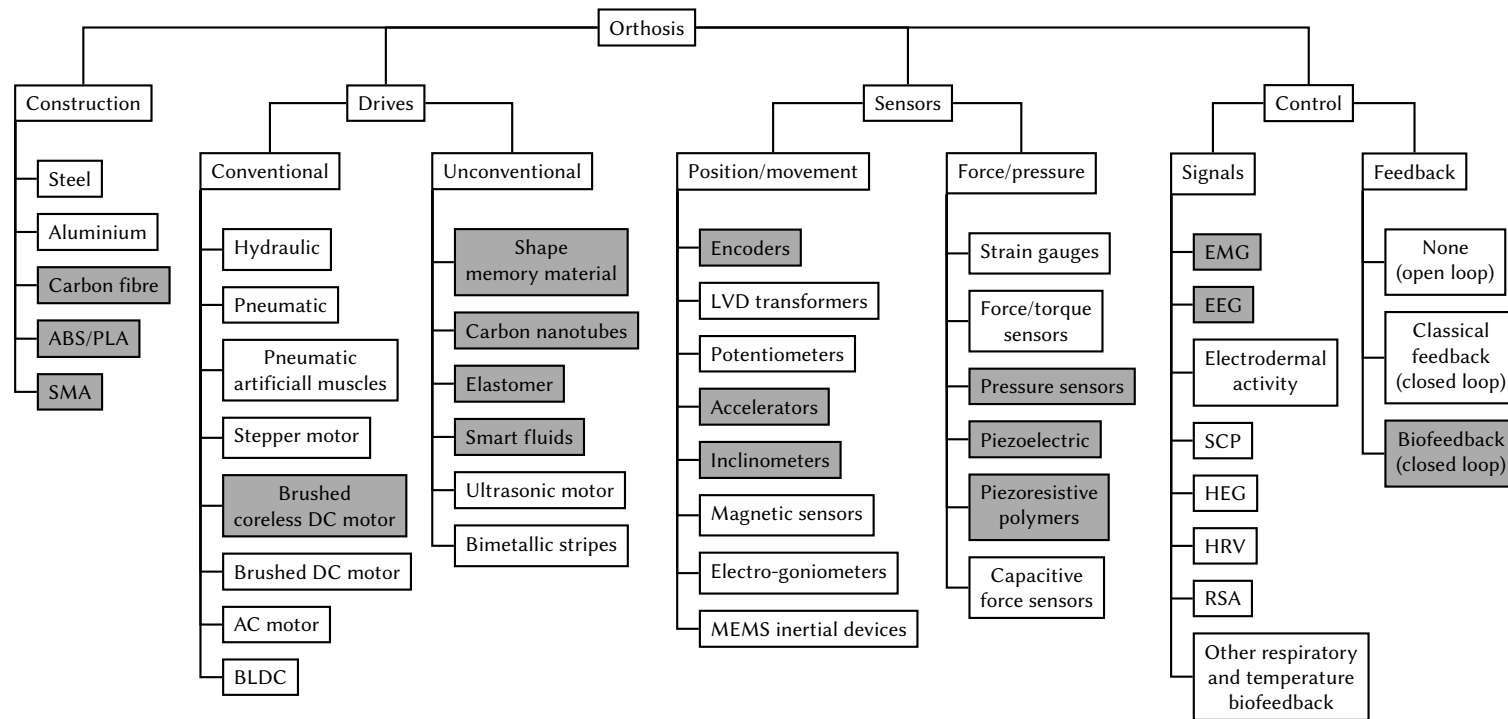 Orthosis
Construction
Drives
Sensors
Control
Steel
Aluminium
Carbon fibre
ABS/PLA
SMA
Conventional
Hydraulic
Pneumatic
Pneumatic
artificiall muscles
Stepper motor
Brushed
coreless DC motor
Brushed DC motor
AC motor
BLDC
Unconventional
Shape
memory material
Carbon nanotubes
Elastomer
Smart fluids
Ultrasonic motor
Bimetallic stripes
Position/movement
Encoders
LVD transformers
Potentiometers
Accelerators
Inclinometers
Magnetic sensors
Electro-goniometers
MEMS inertial devices
Force/pressure
Strain gauges
Force/torque
sensors
Pressure sensors
Piezoelectric
Piezoresistive
polymers
Capacitive
force sensors
Signals
EMG
EEG
Electrodermal
activity
SCP
HEG
HRV
RSA
Other respiratory
and temperature
biofeedback
Feedback
None
(open loop)
Classical
feedback
(closed loop)
Biofeedback
(closed loop)